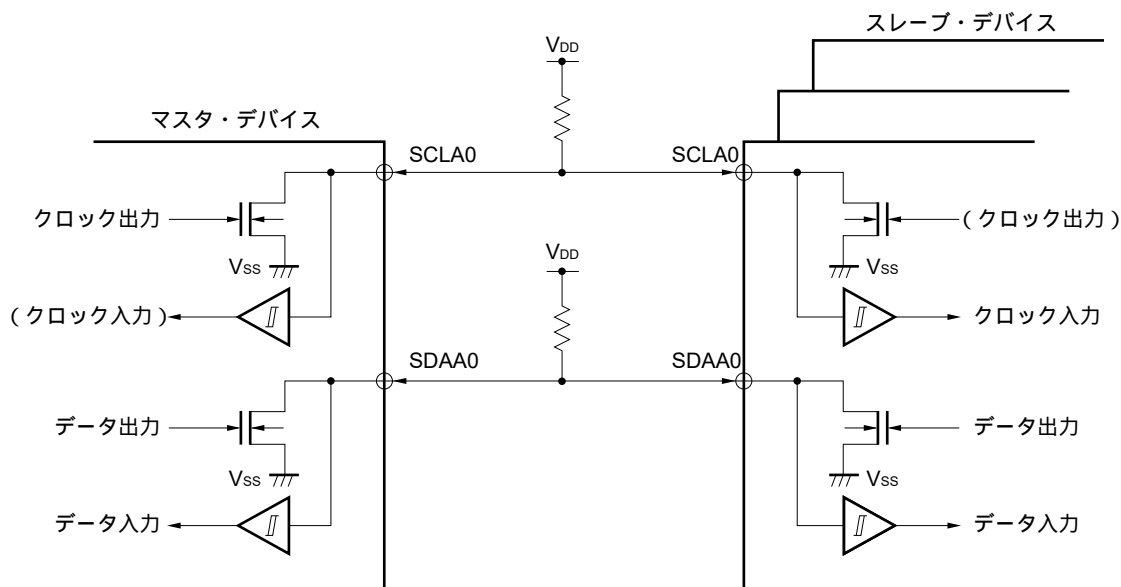 スレーブ・デバイス
VDD
マスタ・デバイス
SCLA0
SCLA0
クロック出力
(クロック出力)
VSS
VDD
VSS
(クロック入力)
クロック入力
SDAA0
SDAA0
データ出力
データ出力
VSS
VSS
データ入力
データ入力